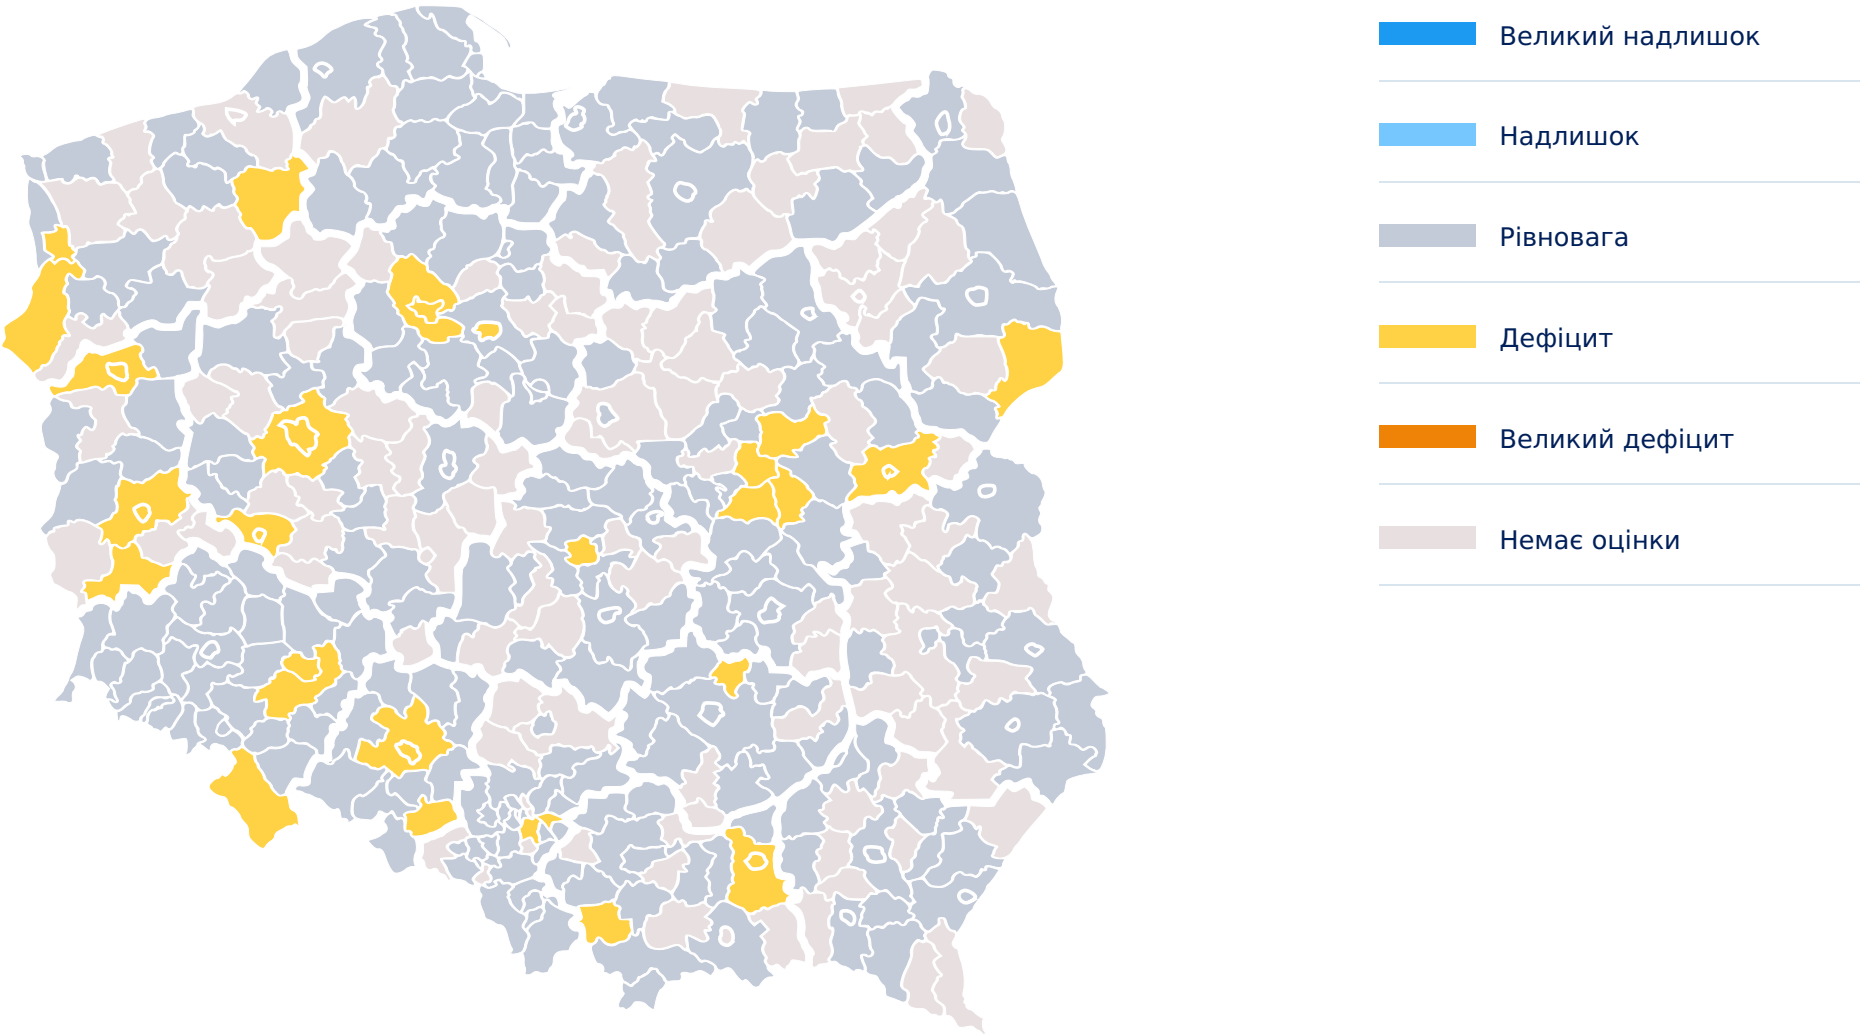 Великий надлишок
Надлишок
Рівновага
Дефіцит
Великий дефіцит
Немає оцінки